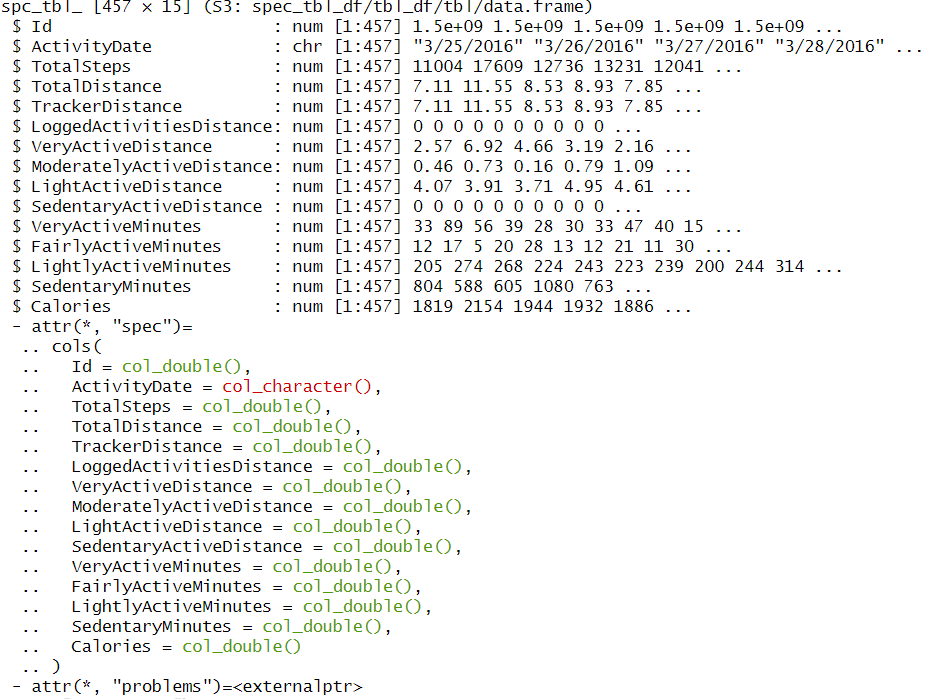 spc_tbl_ [457 × 15] (S3: spec_tbl_df/tbl_df/tbl/data.frame)
 $ Id                      : num [1:457] 1.5e+09 1.5e+09 1.5e+09 1.5e+09 1.5e+09 ...
 $ ActivityDate            : chr [1:457] "3/25/2016" "3/26/2016" "3/27/2016" "3/28/2016" ...
 $ TotalSteps              : num [1:457] 11004 17609 12736 13231 12041 ...
 $ TotalDistance           : num [1:457] 7.11 11.55 8.53 8.93 7.85 ...
 $ TrackerDistance         : num [1:457] 7.11 11.55 8.53 8.93 7.85 ...
 $ LoggedActivitiesDistance: num [1:457] 0 0 0 0 0 0 0 0 0 0 ...
 $ VeryActiveDistance      : num [1:457] 2.57 6.92 4.66 3.19 2.16 ...
 $ ModeratelyActiveDistance: num [1:457] 0.46 0.73 0.16 0.79 1.09 ...
 $ LightActiveDistance     : num [1:457] 4.07 3.91 3.71 4.95 4.61 ...
 $ SedentaryActiveDistance : num [1:457] 0 0 0 0 0 0 0 0 0 0 ...
 $ VeryActiveMinutes       : num [1:457] 33 89 56 39 28 30 33 47 40 15 ...
 $ FairlyActiveMinutes     : num [1:457] 12 17 5 20 28 13 12 21 11 30 ...
 $ LightlyActiveMinutes    : num [1:457] 205 274 268 224 243 223 239 200 244 314 ...
 $ SedentaryMinutes        : num [1:457] 804 588 605 1080 763 ...
 $ Calories                : num [1:457] 1819 2154 1944 1932 1886 ...
 - attr(*, "spec")=
  .. cols(
  ..   Id = col_double(),
  ..   ActivityDate = col_character(),
  ..   TotalSteps = col_double(),
  ..   TotalDistance = col_double(),
  ..   TrackerDistance = col_double(),
  ..   LoggedActivitiesDistance = col_double(),
  ..   VeryActiveDistance = col_double(),
  ..   ModeratelyActiveDistance = col_double(),
  ..   LightActiveDistance = col_double(),
  ..   SedentaryActiveDistance = col_double(),
  ..   VeryActiveMinutes = col_double(),
  ..   FairlyActiveMinutes = col_double(),
  ..   LightlyActiveMinutes = col_double(),
  ..   SedentaryMinutes = col_double(),
  ..   Calories = col_double()
  .. )
 - attr(*, "problems")=<externalptr>